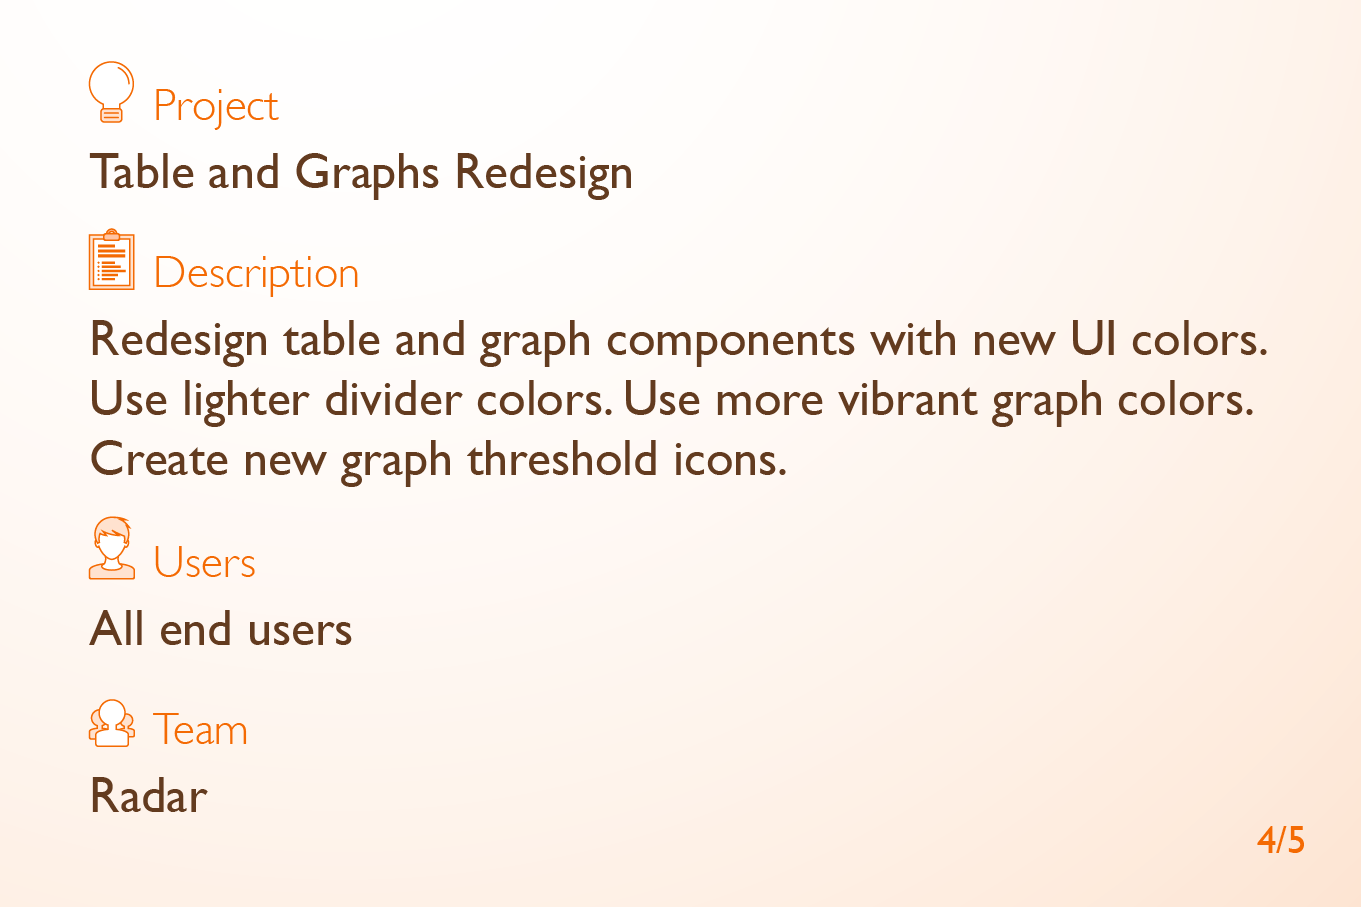 Project
Table and Graphs Redesign
Description
Redesign table and graph components with new UI colors.
Use lighter divider colors. Use more vibrant graph colors.
Create new graph threshold icons.
Users
All end users
Team
Radar
4/5